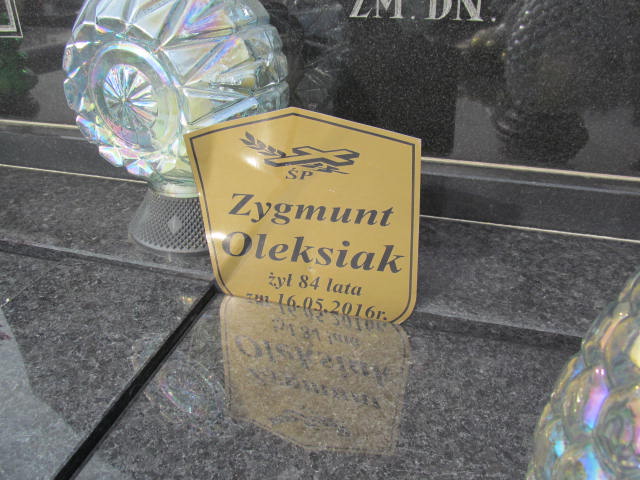 ZM. DN.
ŚP
Zygmunt
Oleksiak
żył 84 lata
zm 16.05.2016r.